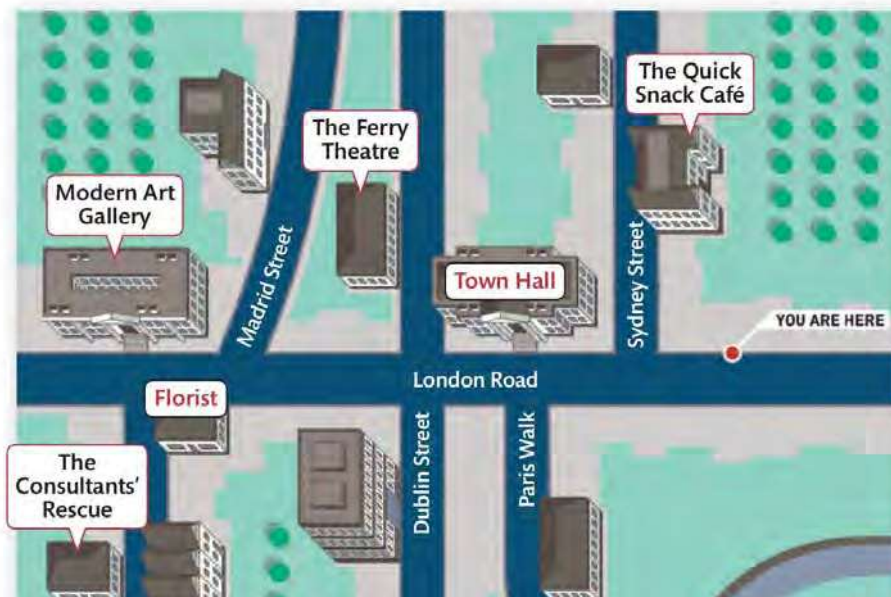 The Quick
Snack Café
The Ferry
Theatre
Modern Art
Gallery
Madrid Street
Town Hall
Sydney Street
YOU ARE HERE
London Road
Florist
Dublin Street
Paris Walk
The
Consultants'
Rescue